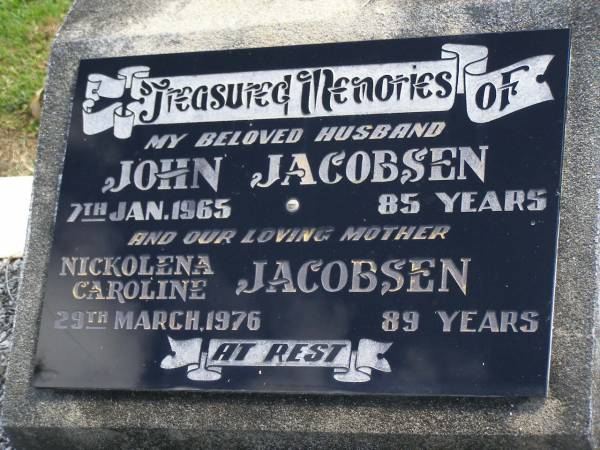 Treasured Memories OF
MY BELOVED HUSBAND
JOHN JACOBSEN
7TH JAN. 1965 85 YEARS
AND OUR LOVING MOTHER
NICKOLENA CAROLINE JACOBSEN
29TH MARCH, 1976 89 YEARS
AT REST